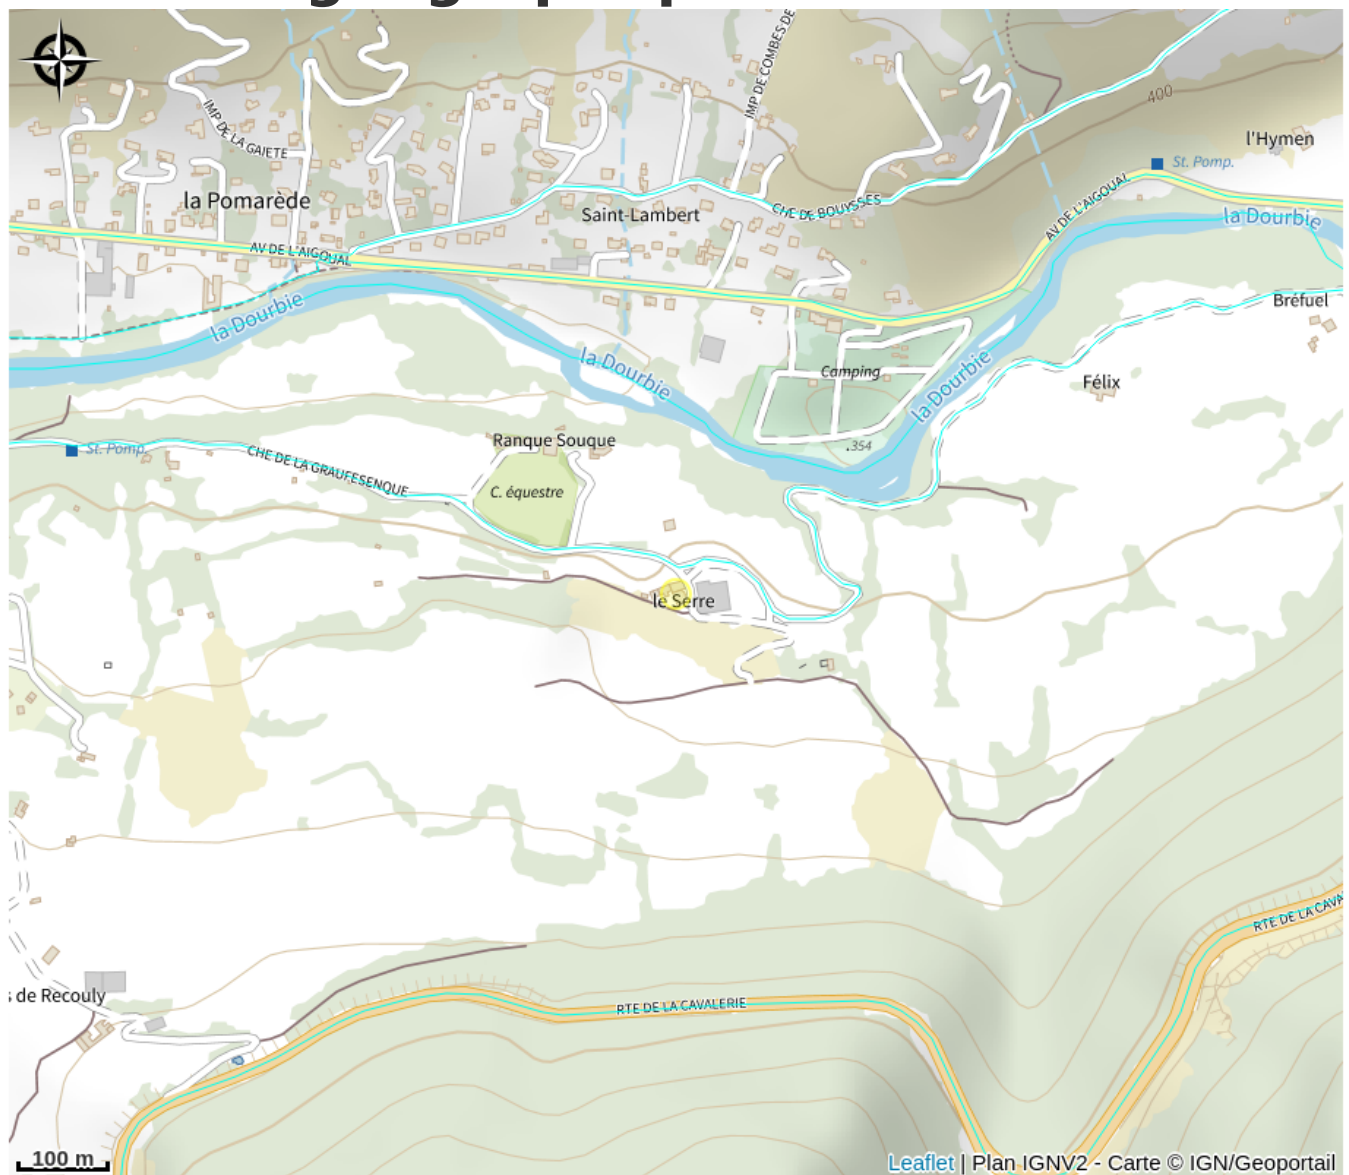 400
l'Hymen
St. Pomp.
IMP DE LA GAIETE
IMP DE COMBES DE
la Pomarède
Saint-Lambert
CHE DE BOUYSSES
AV DE L'AIGOUAL
la Dourbie
AV DE L'AIGOUAL
la Dourbie
Bréfuel
la Dourbie
Camping
la Dourbie
Félix
Ranque Souque
.354
St. Pomp.
CHE DE LA GRAUFESENQUE
C. équestre
le Serre
RTE DE LA CAVA
s de Recouly
RTE DE LA CAVALERIE
100 m
Leaflet | Plan IGNV2 - Carte © IGN/Geoportail